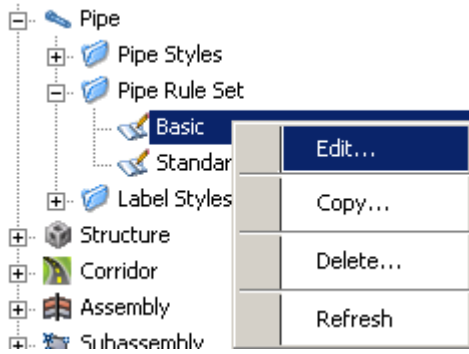 Pipe
Pipe Styles
Pipe Rule Set
Basic
Standar
Label Styles
Structure
Corridor
Assembly
Subassembly
Edit...
Copy...
Delete...
Refresh